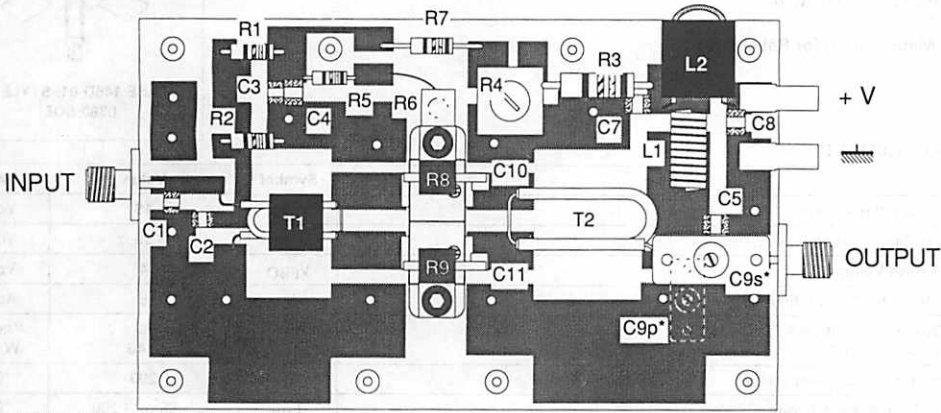 R1
R7
R3
L2
C3
R2
C4
R5
R6
R4
C7
+ V
C8
L1
INPUT
R8
C10
C5
C1
C2
T1
T2
OUTPUT
R9
C11
C9s*
C9p*